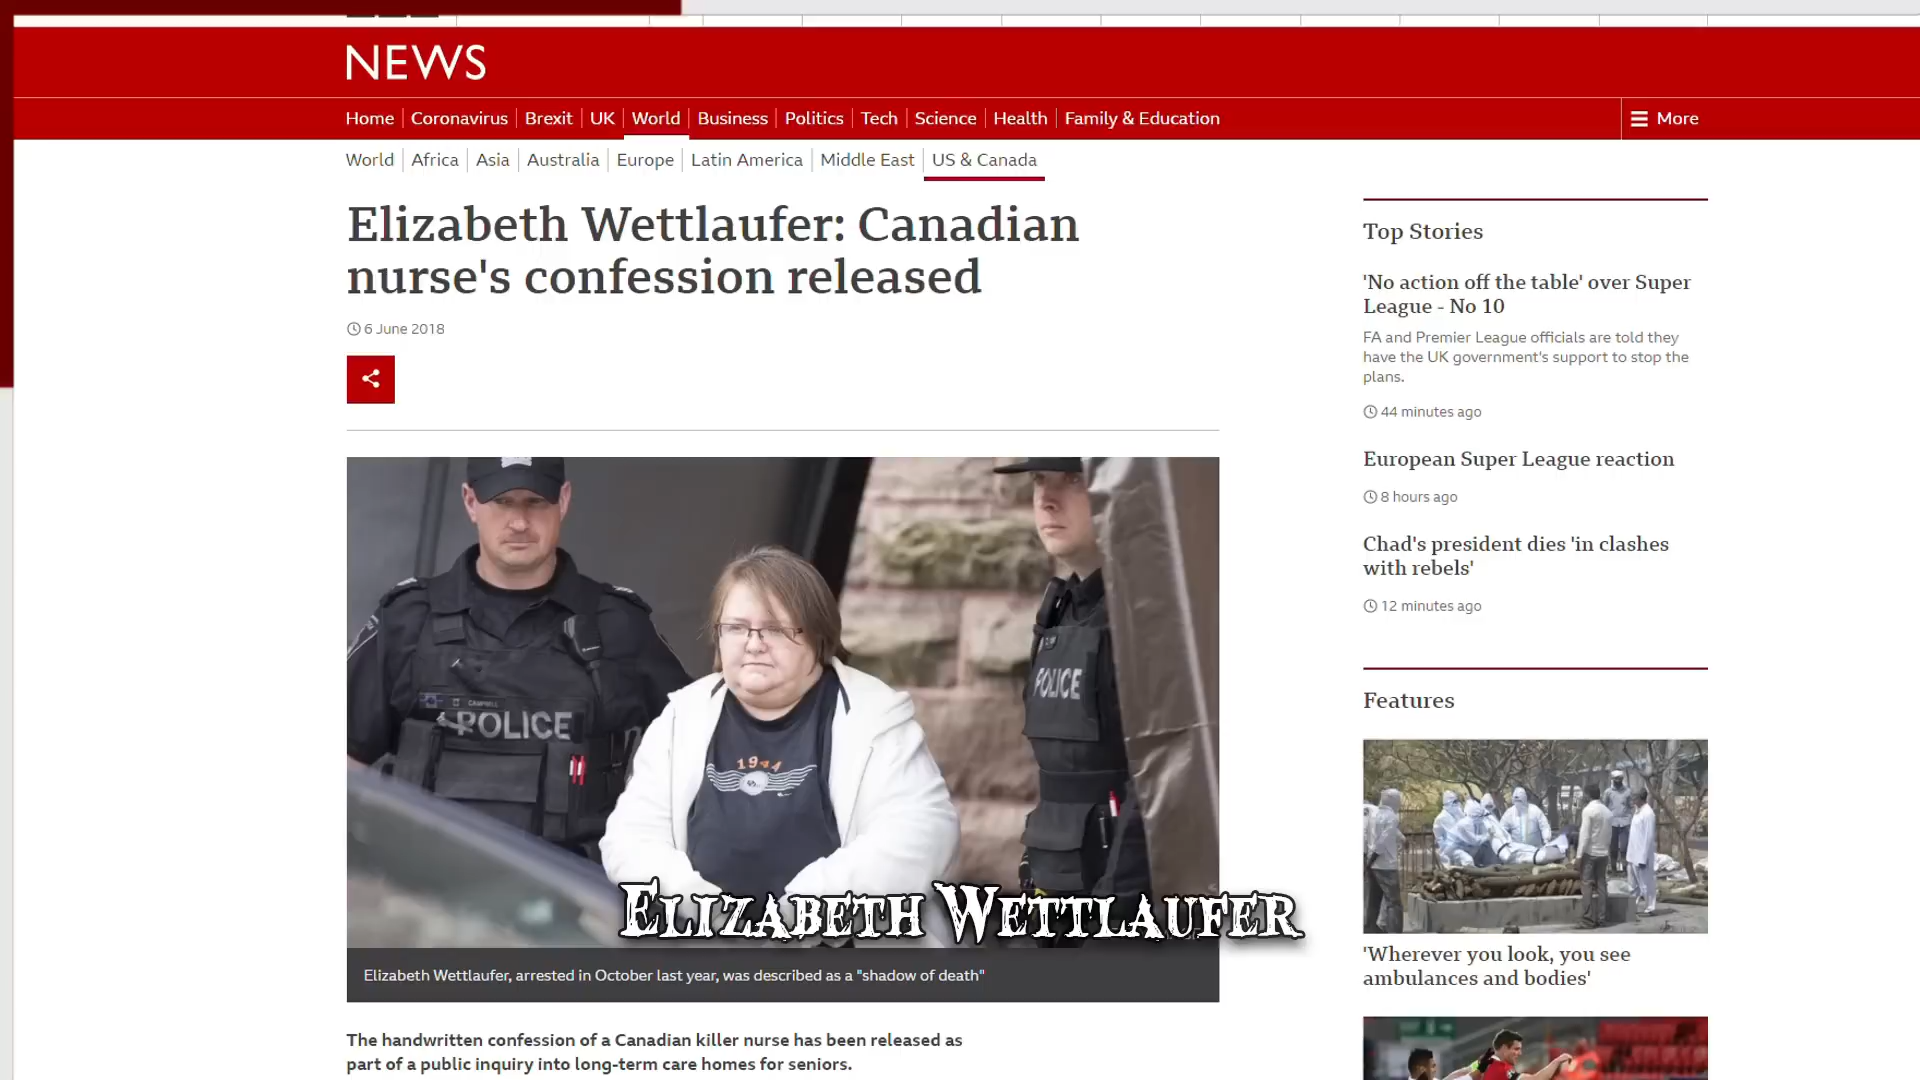 NEWS
Home
Coronavirus
Brexit
UK
World
Business
Politics
Tech
Science
Health
Family & Education
More
World
Africa
Asia
Australia
Europe
Latin America
Middle East
US & Canada
Elizabeth Wettlaufer: Canadian
nurse's confession released
6 June 2018
CAMPBELL
POLICE
POLICE
1944
ELIZABETH WETTLAUFER
Elizabeth Wettlaufer, arrested in October last year, was described as a "shadow of death"
The handwritten confession of a Canadian killer nurse has been released as
part of a public inquiry into long-term care homes for seniors.
Top Stories
'No action off the table' over Super
League - No 10
FA and Premier League officials are told they
have the UK government's support to stop the
plans.
44 minutes ago
European Super League reaction
8 hours ago
Chad's president dies 'in clashes
with rebels'
12 minutes ago
Features
'Wherever you look, you see
ambulances and bodies'